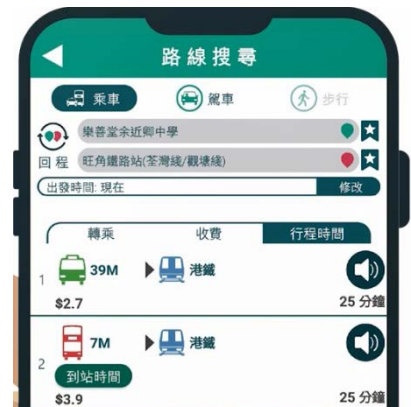 路線搜尋
乘車 駕車 步行
樂善堂余近卿中學
回程 旺角鐵路站(荃灣綫/觀塘綫)
出發時間: 現在 修改
轉乘 收費 行程時間
39M 港鐵
1
$2.7 25 分鐘
7M 港鐵
2
到站時間
$3.9 25 分鐘